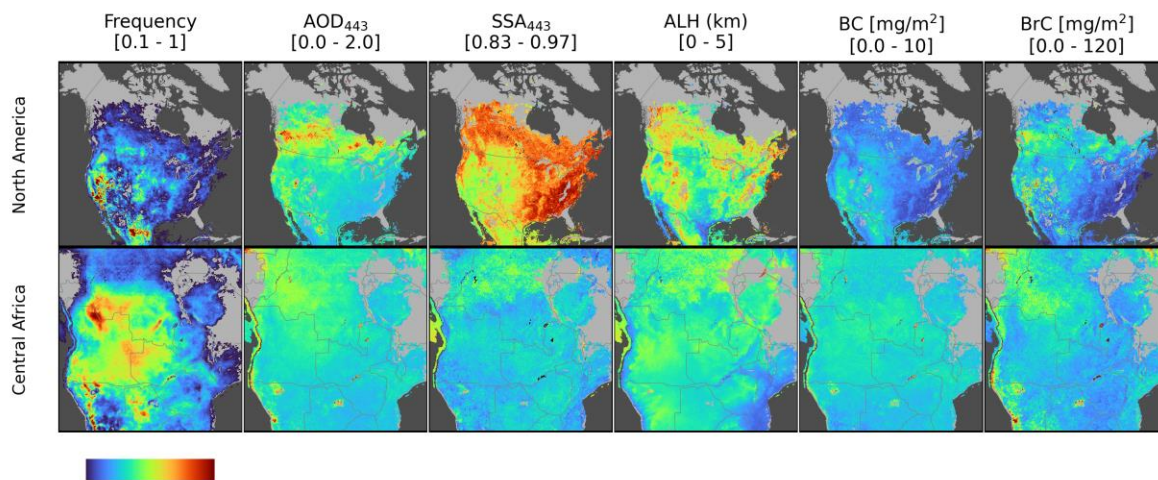 Frequency
[0.1 - 1]
AOD₄₄₃
[0.0 - 2.0]
SSA₄₄₃
[0.83 - 0.97]
ALH (km)
[0 - 5]
BC [mg/m²]
[0.0 - 10]
BrC [mg/m²]
[0.0 - 120]
North America
Central Africa